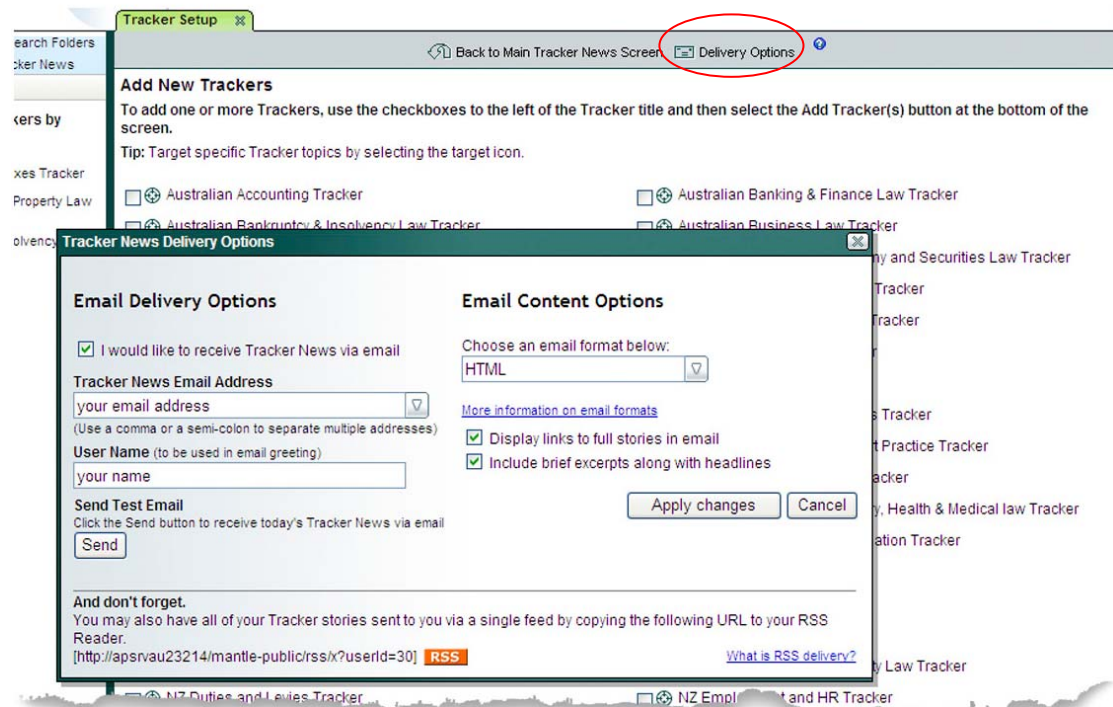 Tracker Setup
earch Folders
cker News
Back to Main Tracker News Screen
Delivery Options
Add New Trackers
To add one or more Trackers, use the checkboxes to the left of the Tracker title and then select the Add Tracker(s) button at the bottom of the
screen.
Tip: Target specific Tracker topics by selecting the target icon.
kers by
xes Tracker
Property Law
olvency
Australian Accounting Tracker
Australian Banking & Finance Law Tracker
Australian Bankruptcy & Insolvency Law Tracker
Australian Business Law Tracker
ny and Securities Law Tracker
Tracker
Tracker
r
s Tracker
t Practice Tracker
acker
y, Health & Medical law Tracker
ation Tracker
ty Law Tracker
Tracker News Delivery Options
Email Delivery Options
I would like to receive Tracker News via email
Tracker News Email Address
your email address
(Use a comma or a semi-colon to separate multiple addresses)
User Name (to be used in email greeting)
your name
Send Test Email
Click the Send button to receive today's Tracker News via email
Send
Email Content Options
Choose an email format below:
HTML
More information on email formats
Display links to full stories in email
Include brief excerpts along with headlines
Apply changes
Cancel
And don't forget.
You may also have all of your Tracker stories sent to you via a single feed by copying the following URL to your RSS
Reader.
[http://apsrvau23214/mantle-public/rss/x?userId=30] RSS
What is RSS delivery?
NZ Duties and Levies Tracker
NZ Employment and HR Tracker